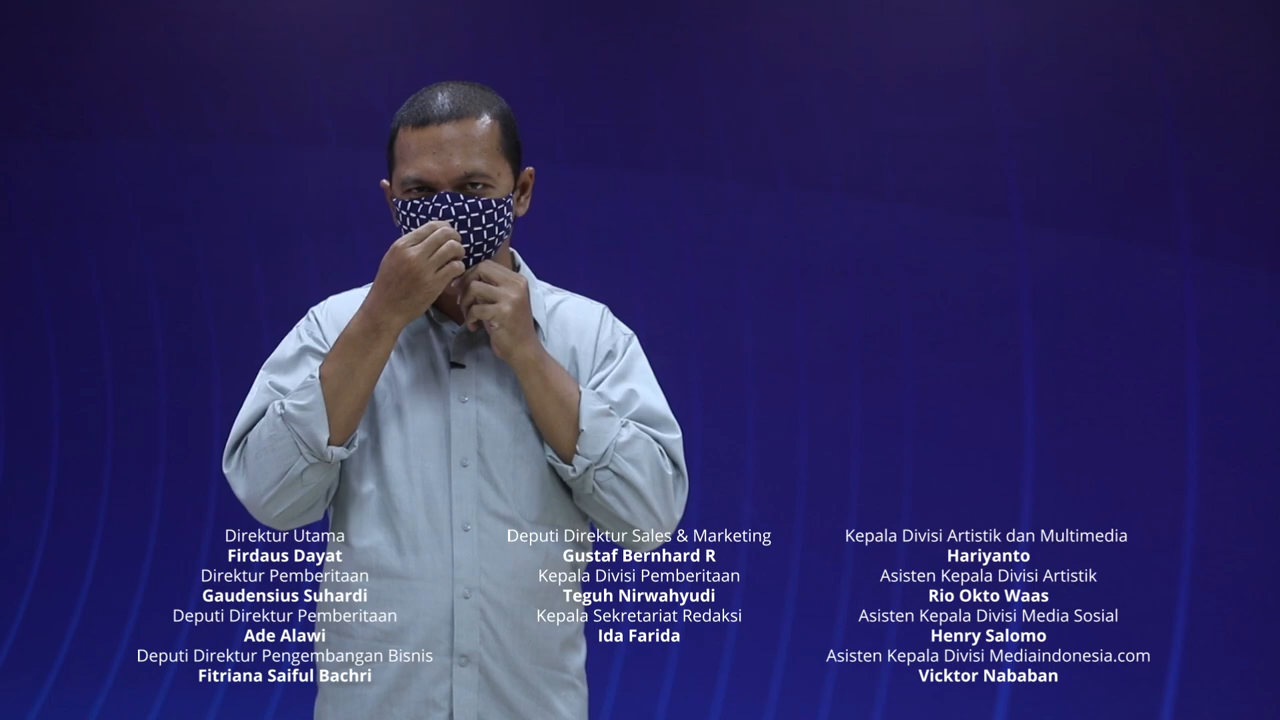 Direktur Utama
Firdaus Dayat
Direktur Pemberitaan
Gaudensius Suhardi
Deputi Direktur Pemberitaan
Ade Alawi
Deputi Direktur Pengembangan Bisnis
Fitriana Saiful Bachri
Deputi Direktur Sales & Marketing
Gustaf Bernhard R
Kepala Divisi Pemberitaan
Teguh Nirwahyudi
Kepala Sekretariat Redaksi
Ida Farida
Kepala Divisi Artistik dan Multimedia
Hariyanto
Asisten Kepala Divisi Artistik
Rio Okto Waas
Asisten Kepala Divisi Media Sosial
Henry Salomo
Asisten Kepala Divisi Mediaindonesia.com
Vicktor Nababan